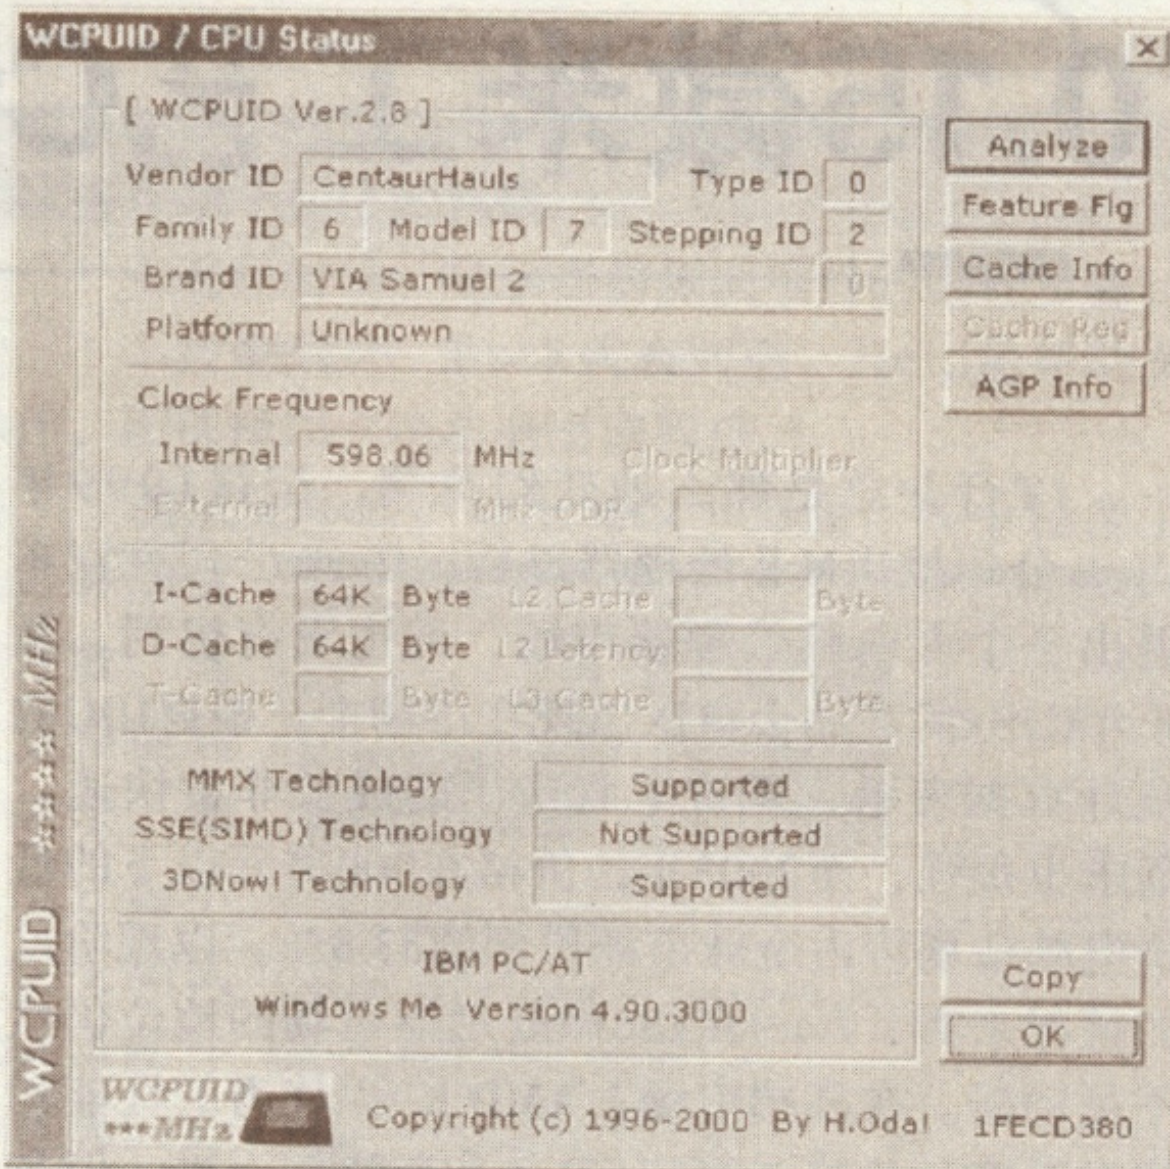 WCPUID / CPU Status
[ WCPUID Ver.2.8 ]
Vendor ID CentaurHauls Type ID 0
Family ID 6 Model ID 7 Stepping ID 2
Brand ID VIA Samuel 2 0
Platform Unknown
Clock Frequency
Internal 598.06 MHz Clock Multiplier
External MHz ODR
I-Cache 64K Byte L2 Cache Byte
D-Cache 64K Byte L2 Latency
T-Cache Byte L3 Cache Byte
MMX Technology Supported
SSE(SIMD) Technology Not Supported
3DNow! Technology Supported
IBM PC/AT
Windows Me Version 4.90.3000
Analyze
Feature Flg
Cache Info
Cache Reg
AGP Info
Copy
OK
WCPUID ***** MHz
WCPUID
***MHz
Copyright (c) 1996-2000 By H.Oda! 1FECD380